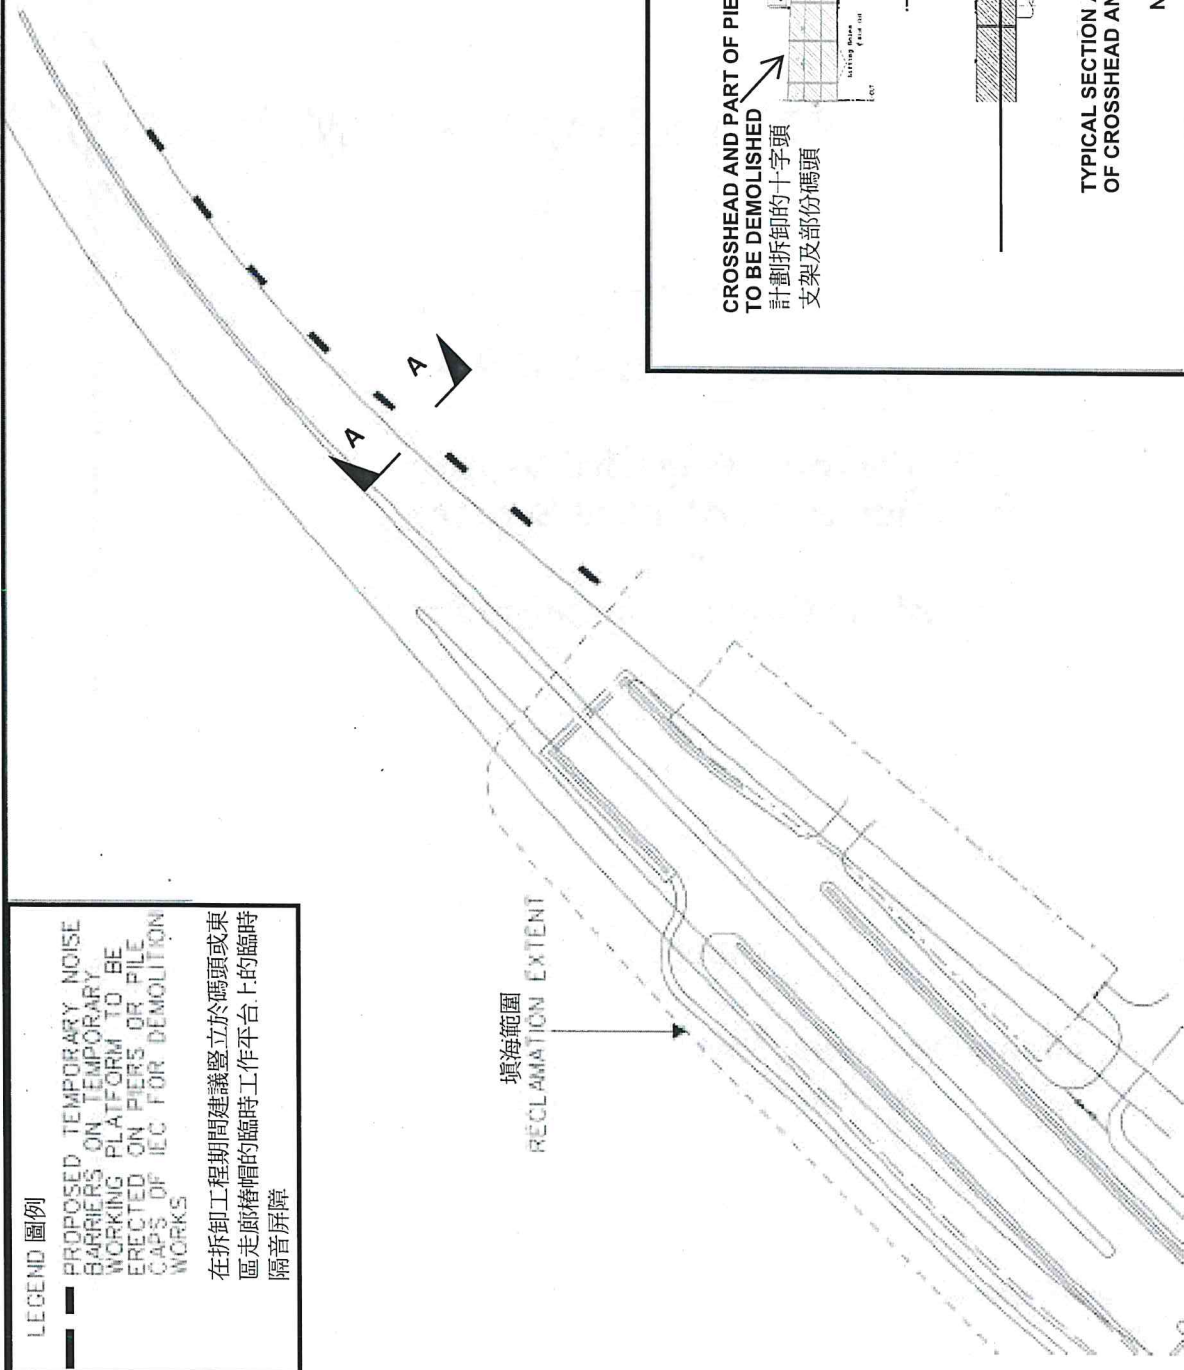 LEGEND 圖例
PROPOSED TEMPORARY NOISE
BARRIERS ON TEMPORARY
WORKING PLATFORM TO BE
ERECTED ON PIERS OR PILE
CAPS OF IEC FOR DEMOLITION
WORKS
在拆卸工程期間建議豎立於碼頭或東
區走廊樁帽的臨時工作平台上的臨時
隔音屏障
填海範圍
RECLAMATION EXTENT
A
A
CROSSHEAD AND PART OF PIE
TO BE DEMOLISHED
計劃拆卸的十字頭
支架及部份碼頭
TYPICAL SECTION A
OF CROSSHEAD AN
N